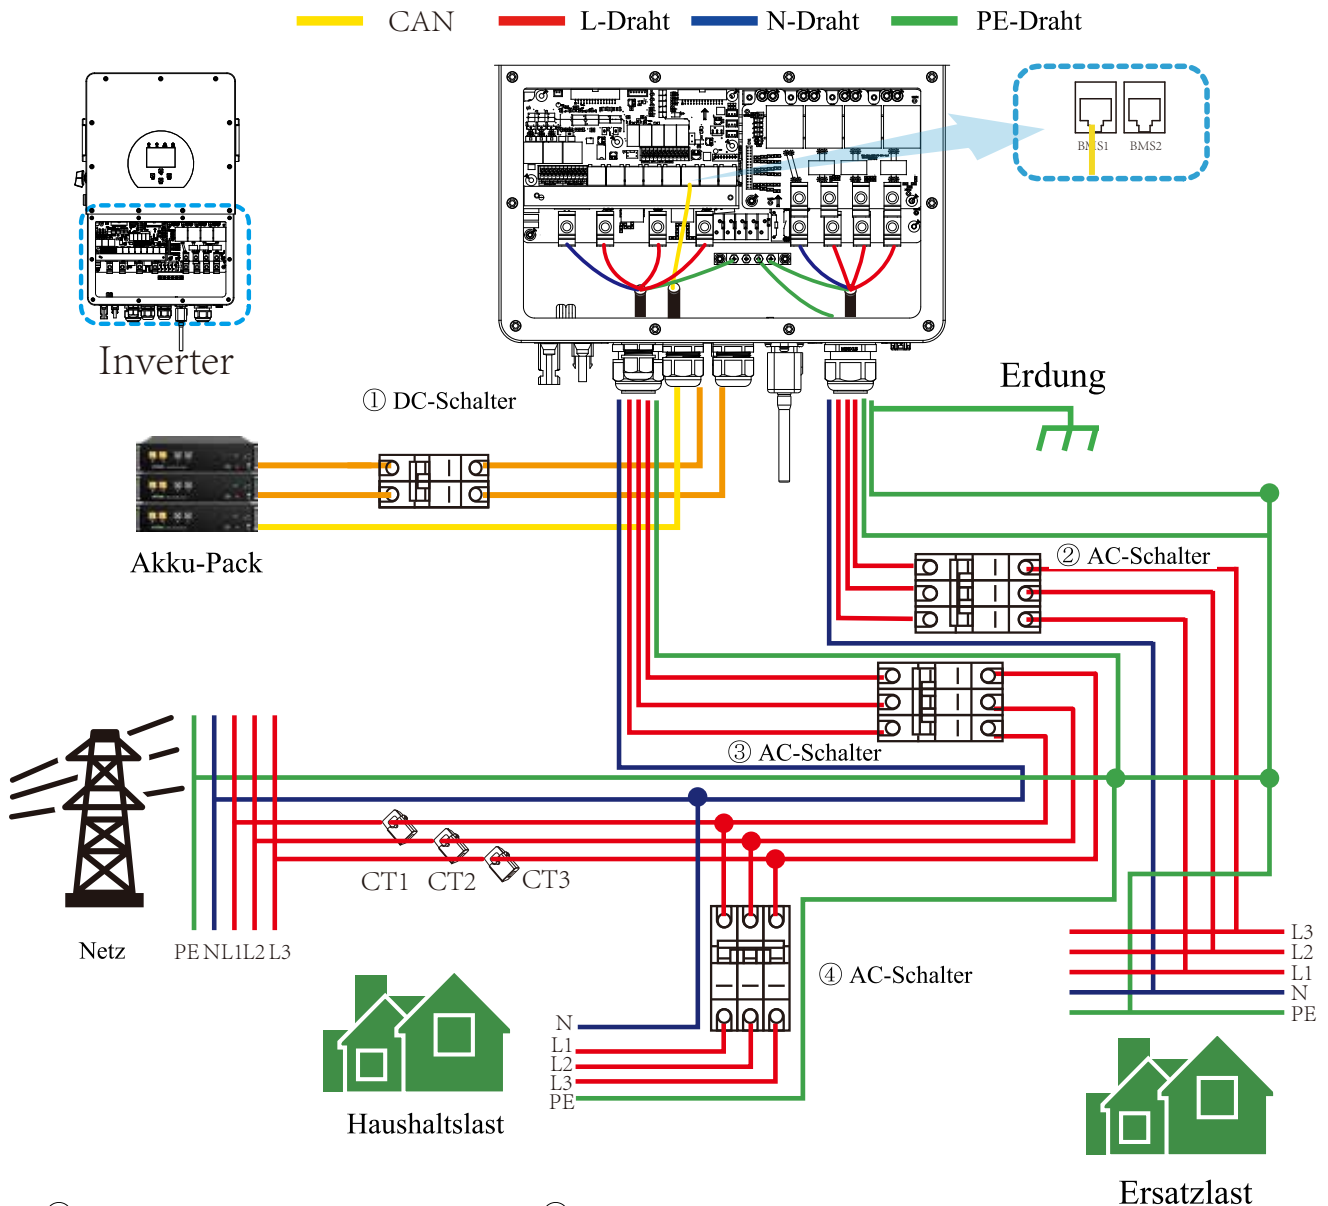 CAN L-Draht N-Draht PE-Draht
BMS1 BMS2
Inverter
Erdung
① DC-Schalter
Akku-Pack
② AC-Schalter
③ AC-Schalter
CT1 CT2 CT3
Netz
PE N L1 L2 L3
④ AC-Schalter
L3
L2
L1
N
PE
N
L1
L2
L3
PE
Haushaltslast
Ersatzlast